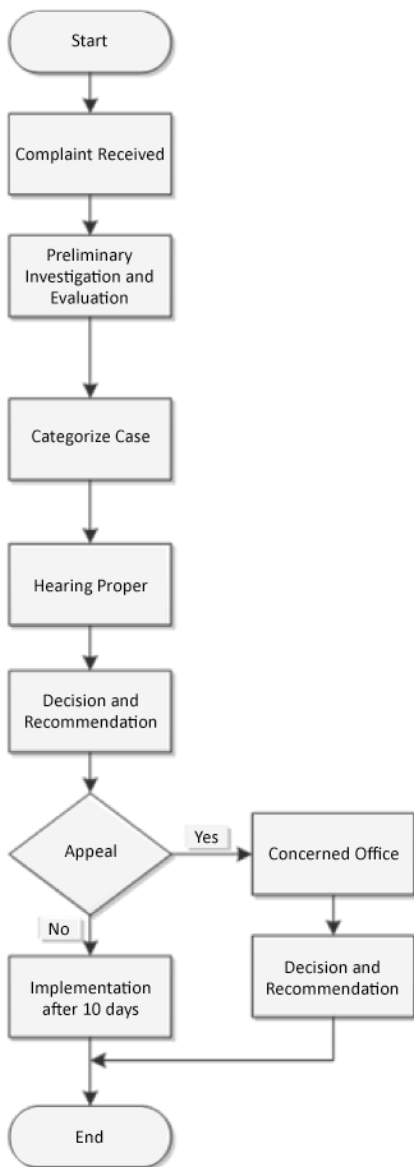 Start
Complaint Received
Preliminary
Investigation and
Evaluation
Categorize Case
Hearing Proper
Decision and
Recommendation
Appeal
Yes
Concerned Office
No
Implementation
after 10 days
Decision and
Recommendation
End